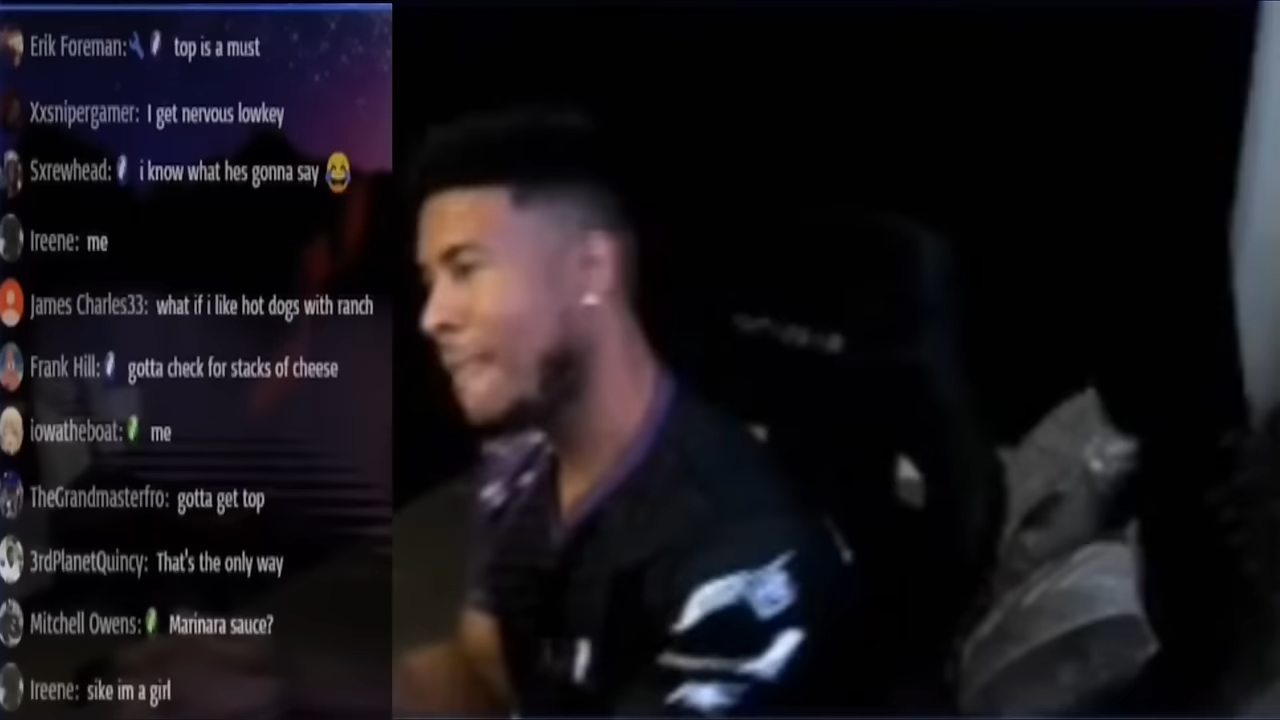 Erik Foreman: top is a must
Xxsnipergamer: I get nervous lowkey
Sxrewhead: i know what hes gonna say 😂
Ireene: me
James Charles33: what if i like hot dogs with ranch
Frank Hill: gotta check for stacks of cheese
iowatheboat: me
TheGrandmasterfro: gotta get top
3rdPlanetQuincy: That's the only way
Mitchell Owens: Marinara sauce?
Ireene: sike im a girl